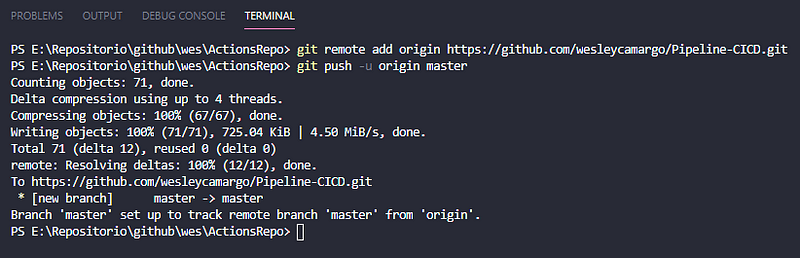 PROBLEMS OUTPUT DEBUG CONSOLE TERMINAL
PS E:\Repositorio\github\wes\ActionsRepo> git remote add origin https://github.com/wesleycamargo/Pipeline-CICD.git
PS E:\Repositorio\github\wes\ActionsRepo> git push -u origin master
Counting objects: 71, done.
Delta compression using up to 4 threads.
Compressing objects: 100% (67/67), done.
Writing objects: 100% (71/71), 725.04 KiB | 4.50 MiB/s, done.
Total 71 (delta 12), reused 0 (delta 0)
remote: Resolving deltas: 100% (12/12), done.
To https://github.com/wesleycamargo/Pipeline-CICD.git
 * [new branch]      master -> master
Branch 'master' set up to track remote branch 'master' from 'origin'.
PS E:\Repositorio\github\wes\ActionsRepo>